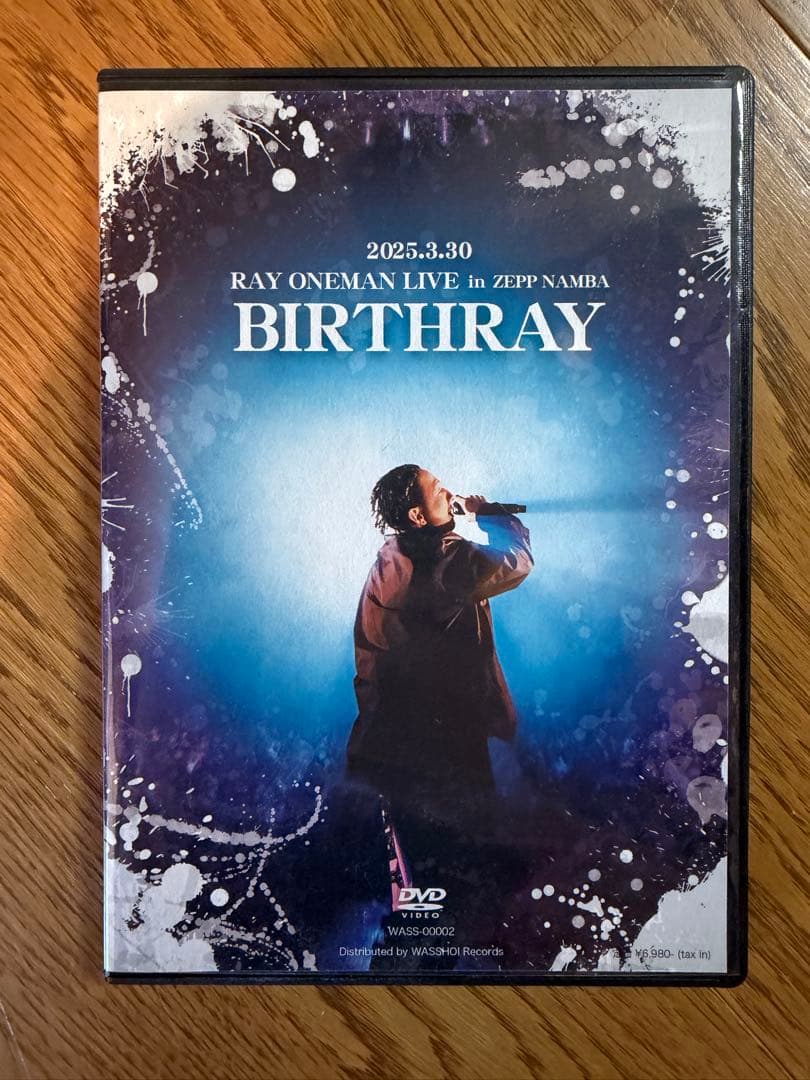 2025.3.30
RAY ONEMAN LIVE in ZEPP NAMBA
BIRTHRAY
DVD
VIDEO
WASS-00002
Distributed by WASSHOI Records
¥6,980- (tax in)